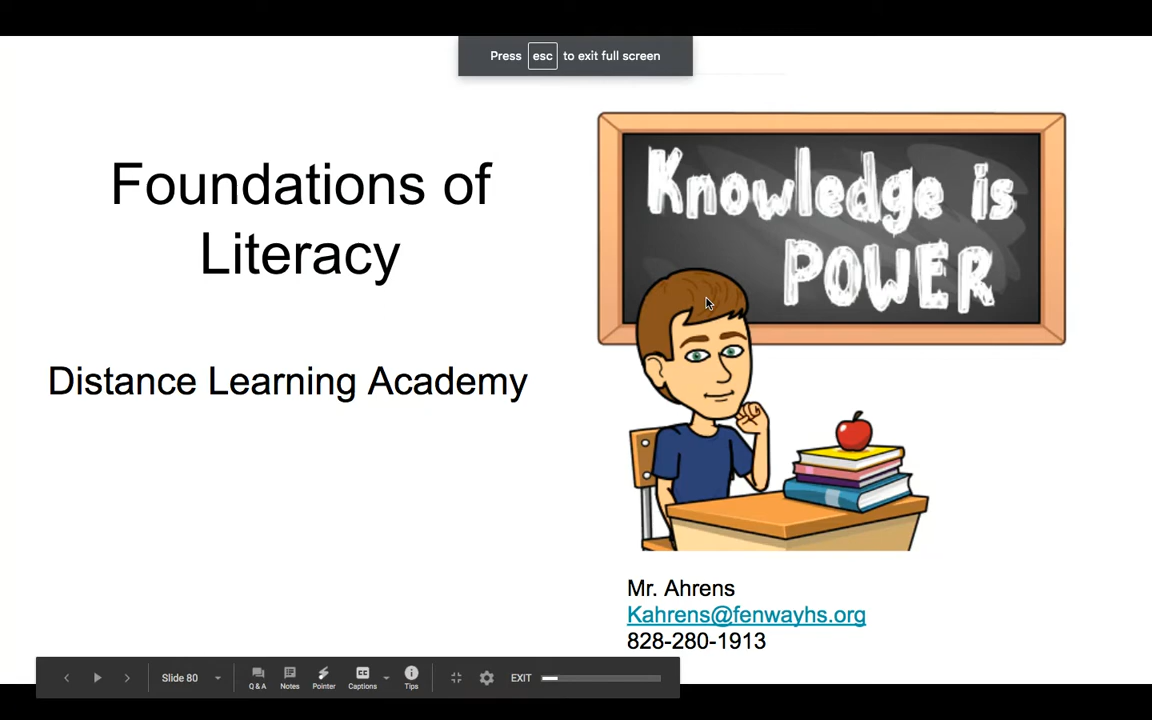 Press esc to exit full screen
Foundations of
Literacy
Distance Learning Academy
Knowledge is
POWER
Mr. Ahrens
Kahrens@fenwayhs.org
828-280-1913
Slide 80
Q & A
Notes
Pointer
Captions
Tips
EXIT